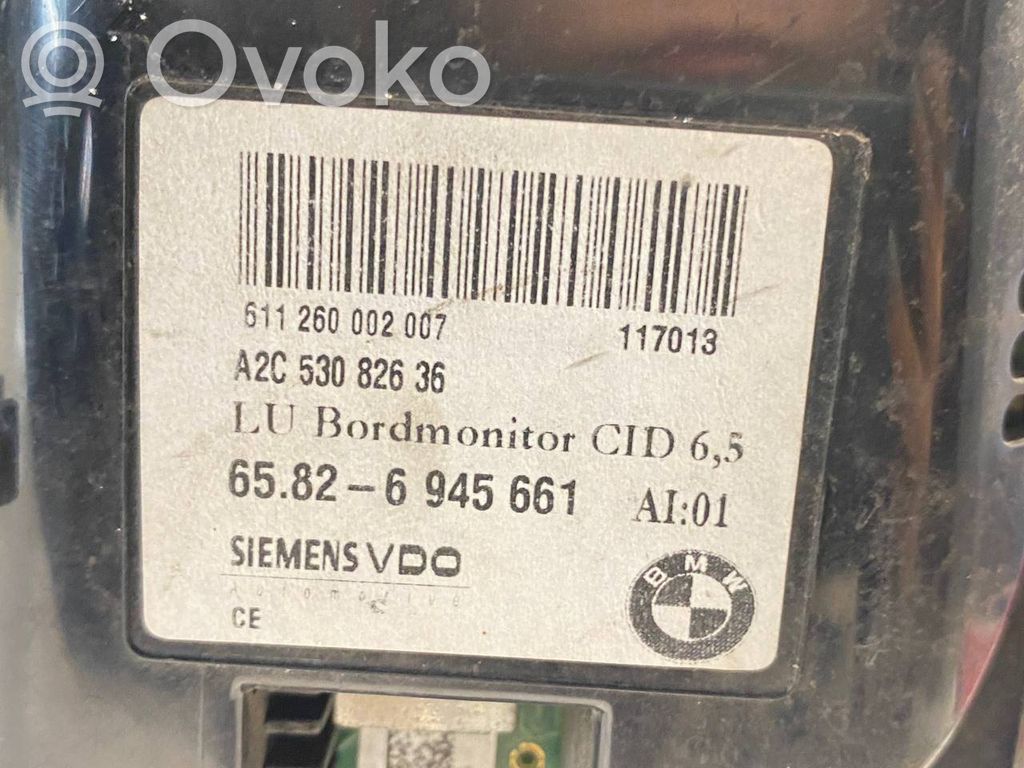 Ovoko
611 260 002 007 117013
A2C 530 826 36
LU Bordmonitor CID 6,5
65.82-6 945 661 AI:01
SIEMENS VDO
Automotive
CE
BMW